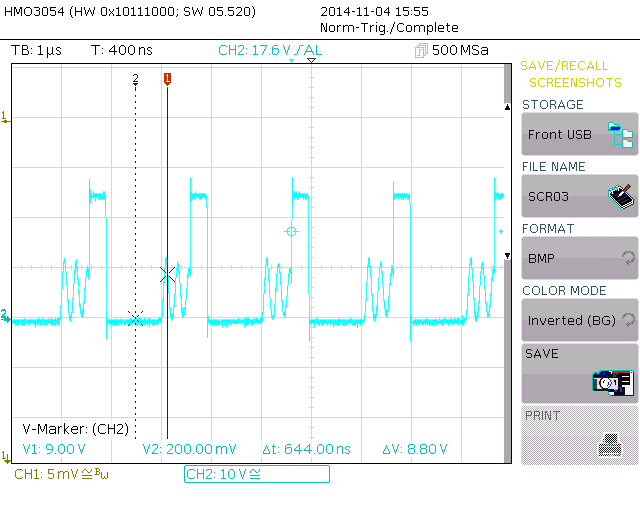 HMO3054 (HW 0x10111000; SW 05.520)
2014-11-04 15:55
Norm-Trig./Complete
TB: 1µs
T: 400ns
CH2: 17.6 V AL
500 MSa
SAVE/RECALL
SCREENSHOTS
STORAGE
Front USB
FILE NAME
SCR03
FORMAT
BMP
COLOR MODE
Inverted (BG)
SAVE
PRINT
2
1
1
2
1
V-Marker: (CH2)
V1: 9.00 V
V2: 200.00 mV
Δt: 644.00 ns
ΔV: 8.80 V
CH1: 5 mV ≅ ᴮω
CH2: 10 V ≅